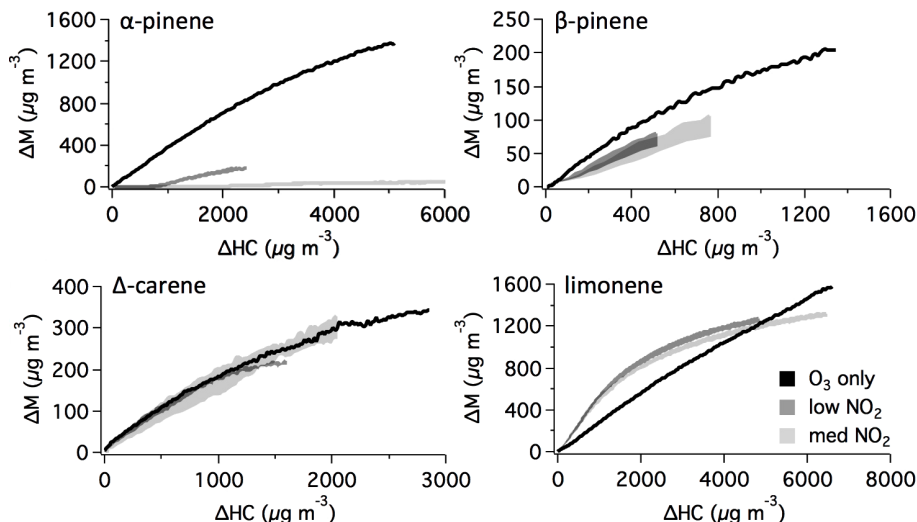 α-pinene
1600
1200
800
400
0
ΔM (µg m⁻³)
0 2000 4000 6000
ΔHC (µg m⁻³)
β-pinene
250
200
150
100
50
0
ΔM (µg m⁻³)
0 400 800 1200 1600
ΔHC (µg m⁻³)
Δ-carene
400
300
200
100
0
ΔM (µg m⁻³)
0 1000 2000 3000
ΔHC (µg m⁻³)
limonene
1600
1200
800
400
0
ΔM (µg m⁻³)
O₃ only
low NO₂
med NO₂
0 2000 4000 6000 8000
ΔHC (µg m⁻³)